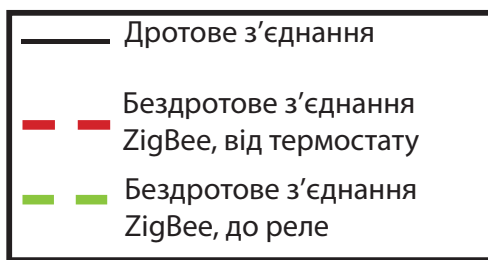 Дротове з’єднання
Бездротове з’єднання
ZigBee, від термостату
Бездротове з’єднання
ZigBee, до реле